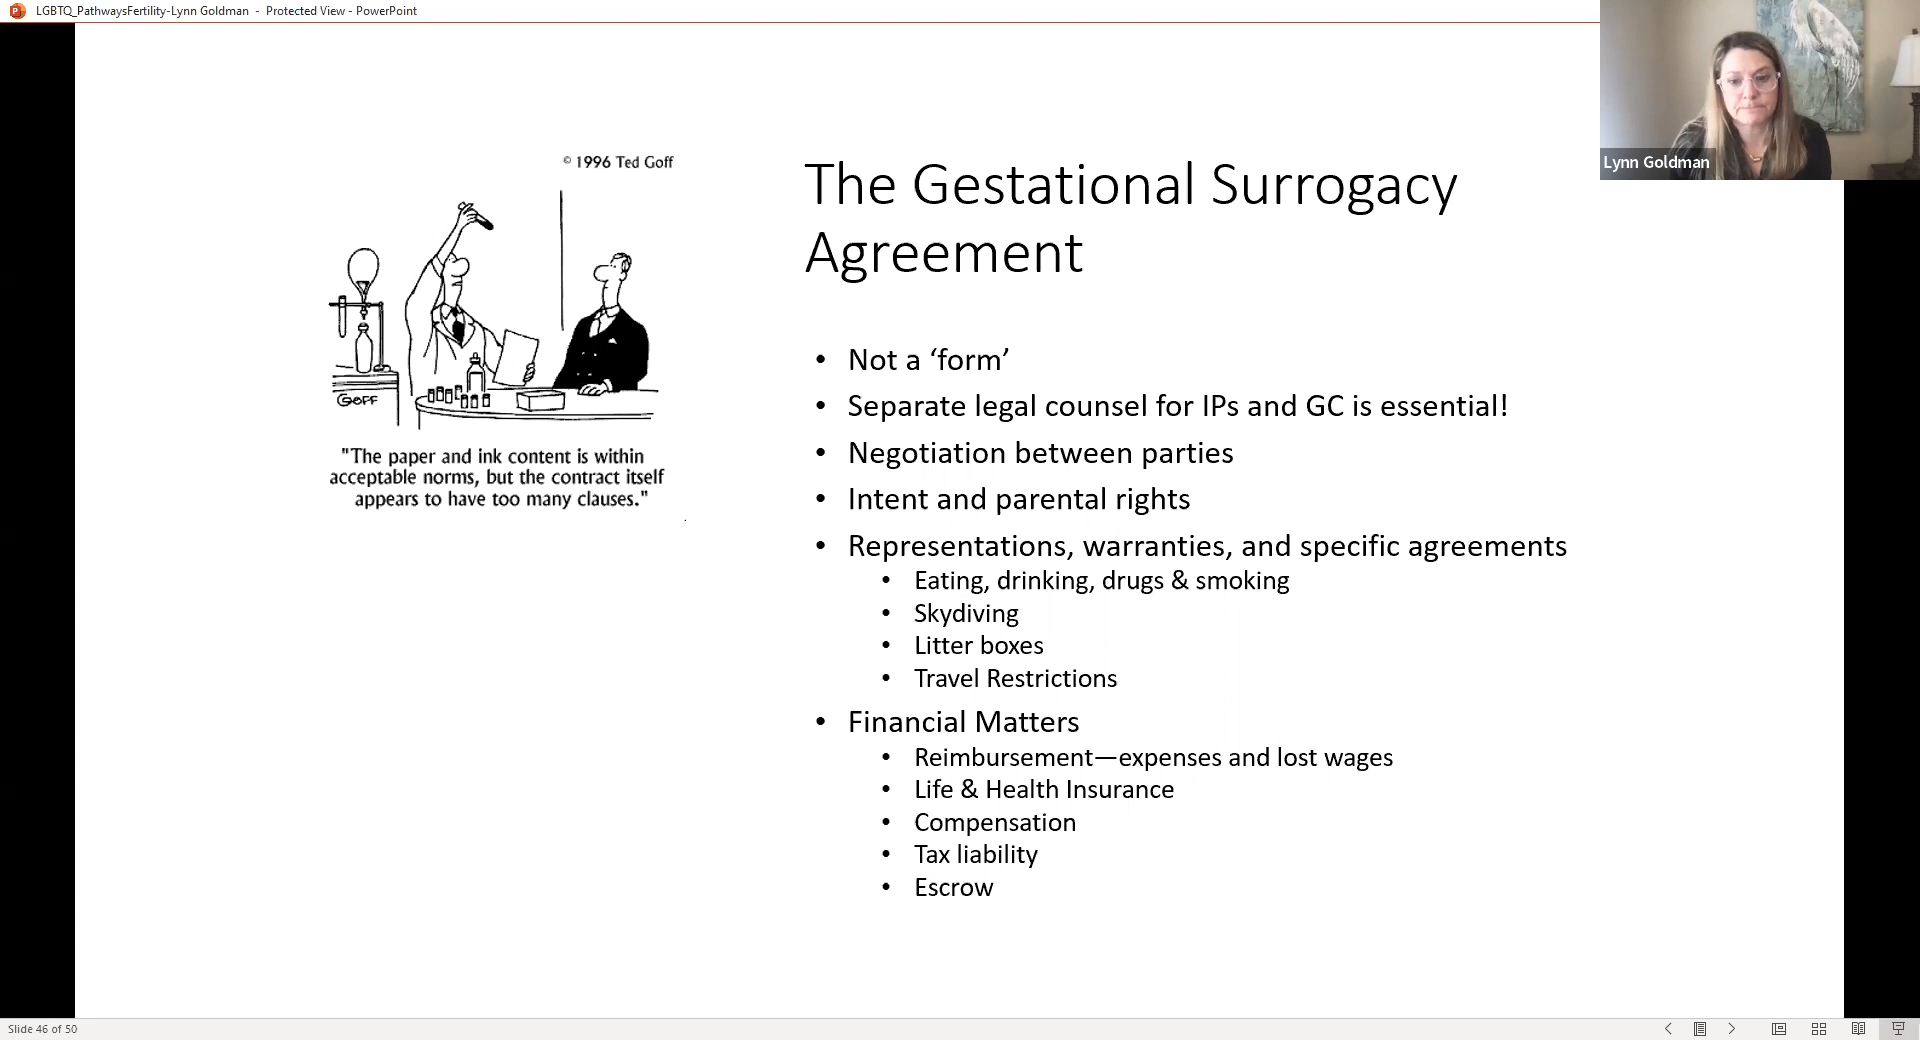 LGBTQ_PathwaysFertility-Lynn Goldman - Protected View - PowerPoint
Lynn Goldman
© 1996 Ted Goff
GOFF
"The paper and ink content is within
acceptable norms, but the contract itself
appears to have too many clauses."
The Gestational Surrogacy
Agreement
• Not a ‘form’
• Separate legal counsel for IPs and GC is essential!
• Negotiation between parties
• Intent and parental rights
• Representations, warranties, and specific agreements
• Eating, drinking, drugs & smoking
• Skydiving
• Litter boxes
• Travel Restrictions
• Financial Matters
• Reimbursement—expenses and lost wages
• Life & Health Insurance
• Compensation
• Tax liability
• Escrow
Slide 46 of 50